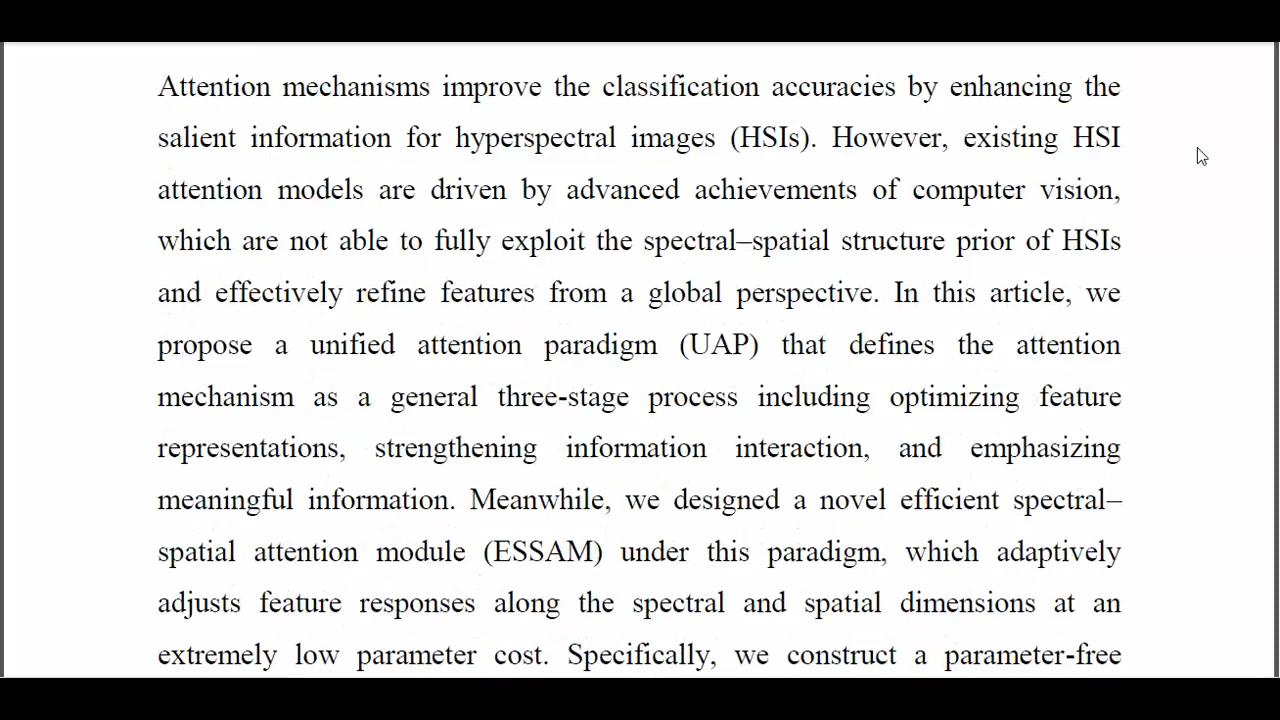 Attention mechanisms improve the classification accuracies by enhancing the
salient information for hyperspectral images (HSIs). However, existing HSI
attention models are driven by advanced achievements of computer vision,
which are not able to fully exploit the spectral–spatial structure prior of HSIs
and effectively refine features from a global perspective. In this article, we
propose a unified attention paradigm (UAP) that defines the attention
mechanism as a general three-stage process including optimizing feature
representations, strengthening information interaction, and emphasizing
meaningful information. Meanwhile, we designed a novel efficient spectral–
spatial attention module (ESSAM) under this paradigm, which adaptively
adjusts feature responses along the spectral and spatial dimensions at an
extremely low parameter cost. Specifically, we construct a parameter-free